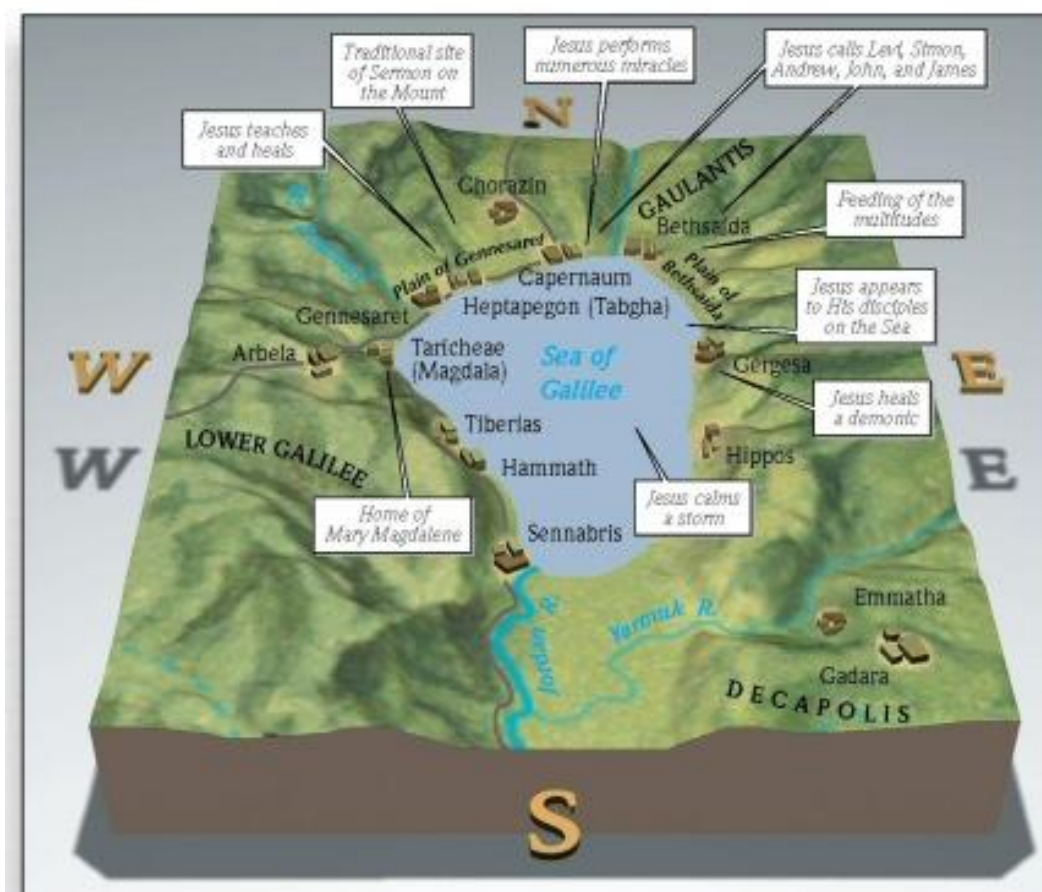 Jesus performs
numerous miracles
Jesus calls Levi, Simon,
Andrew, John, and James
Traditional site
of Sermon on
the Mount
Jesus teaches
and heals
N
GAULANTIS
Chorazin
Bethsaida
Feeding of the
multitudes
Plain of Gennesaret
Capernaum
Plain of
Bethsaida
Heptapegon (Tabgha)
Jesus appears
to His disciples
on the Sea
Gennesaret
Arbela
Taricheae
(Magdala)
Sea of
Galilee
Gergesa
W
E
Jesus heals
a demonic
Tiberias
LOWER GALILEE
Hammath
Hippos
W
E
Home of
Mary Magdalene
Jesus calms
a storm
Sennabris
Jordan R.
Yarmuk R.
Emmatha
Gadara
DECAPOLIS
S